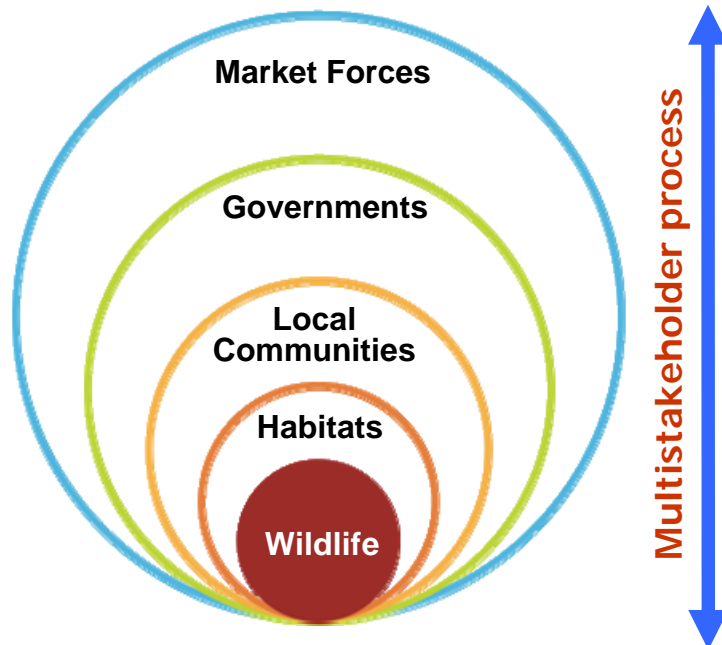 Market Forces
Governments
Local
Communities
Habitats
Wildlife
Multistakeholder process